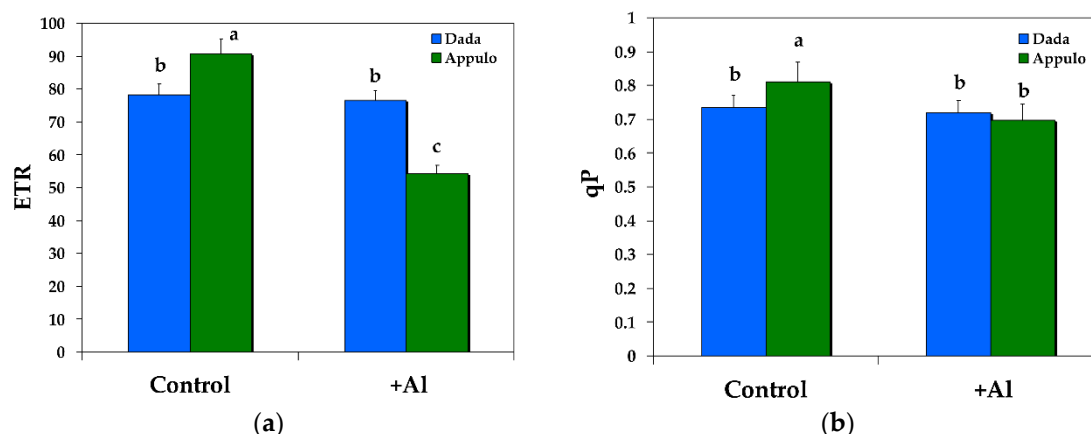 100
90
80
70
60
50
40
30
20
10
0
ETR
Dada
Appulo
b
a
b
c
Control
+Al
(a)
1
0.9
0.8
0.7
0.6
0.5
0.4
0.3
0.2
0.1
0
qP
Dada
Appulo
b
a
b
b
Control
+Al
(b)